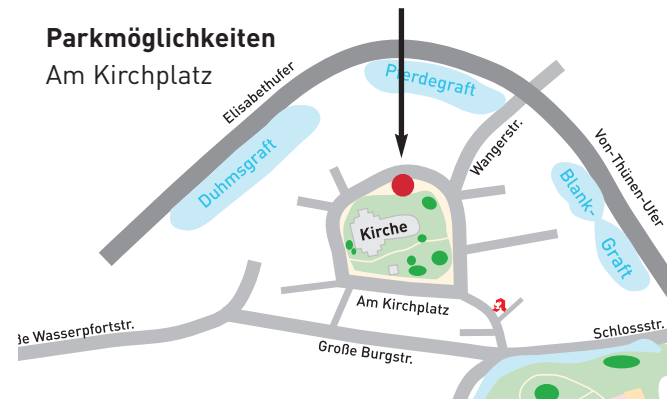 Parkmöglichkeiten
Am Kirchplatz
Elisabethufer
Pferdegraft
Duhmsgraft
Wangerstr.
Von-Thünen-Ufer
Blank-
Graft
Kirche
Am Kirchplatz
ße Wasserpfortstr.
Große Burgstr.
Schlossstr.